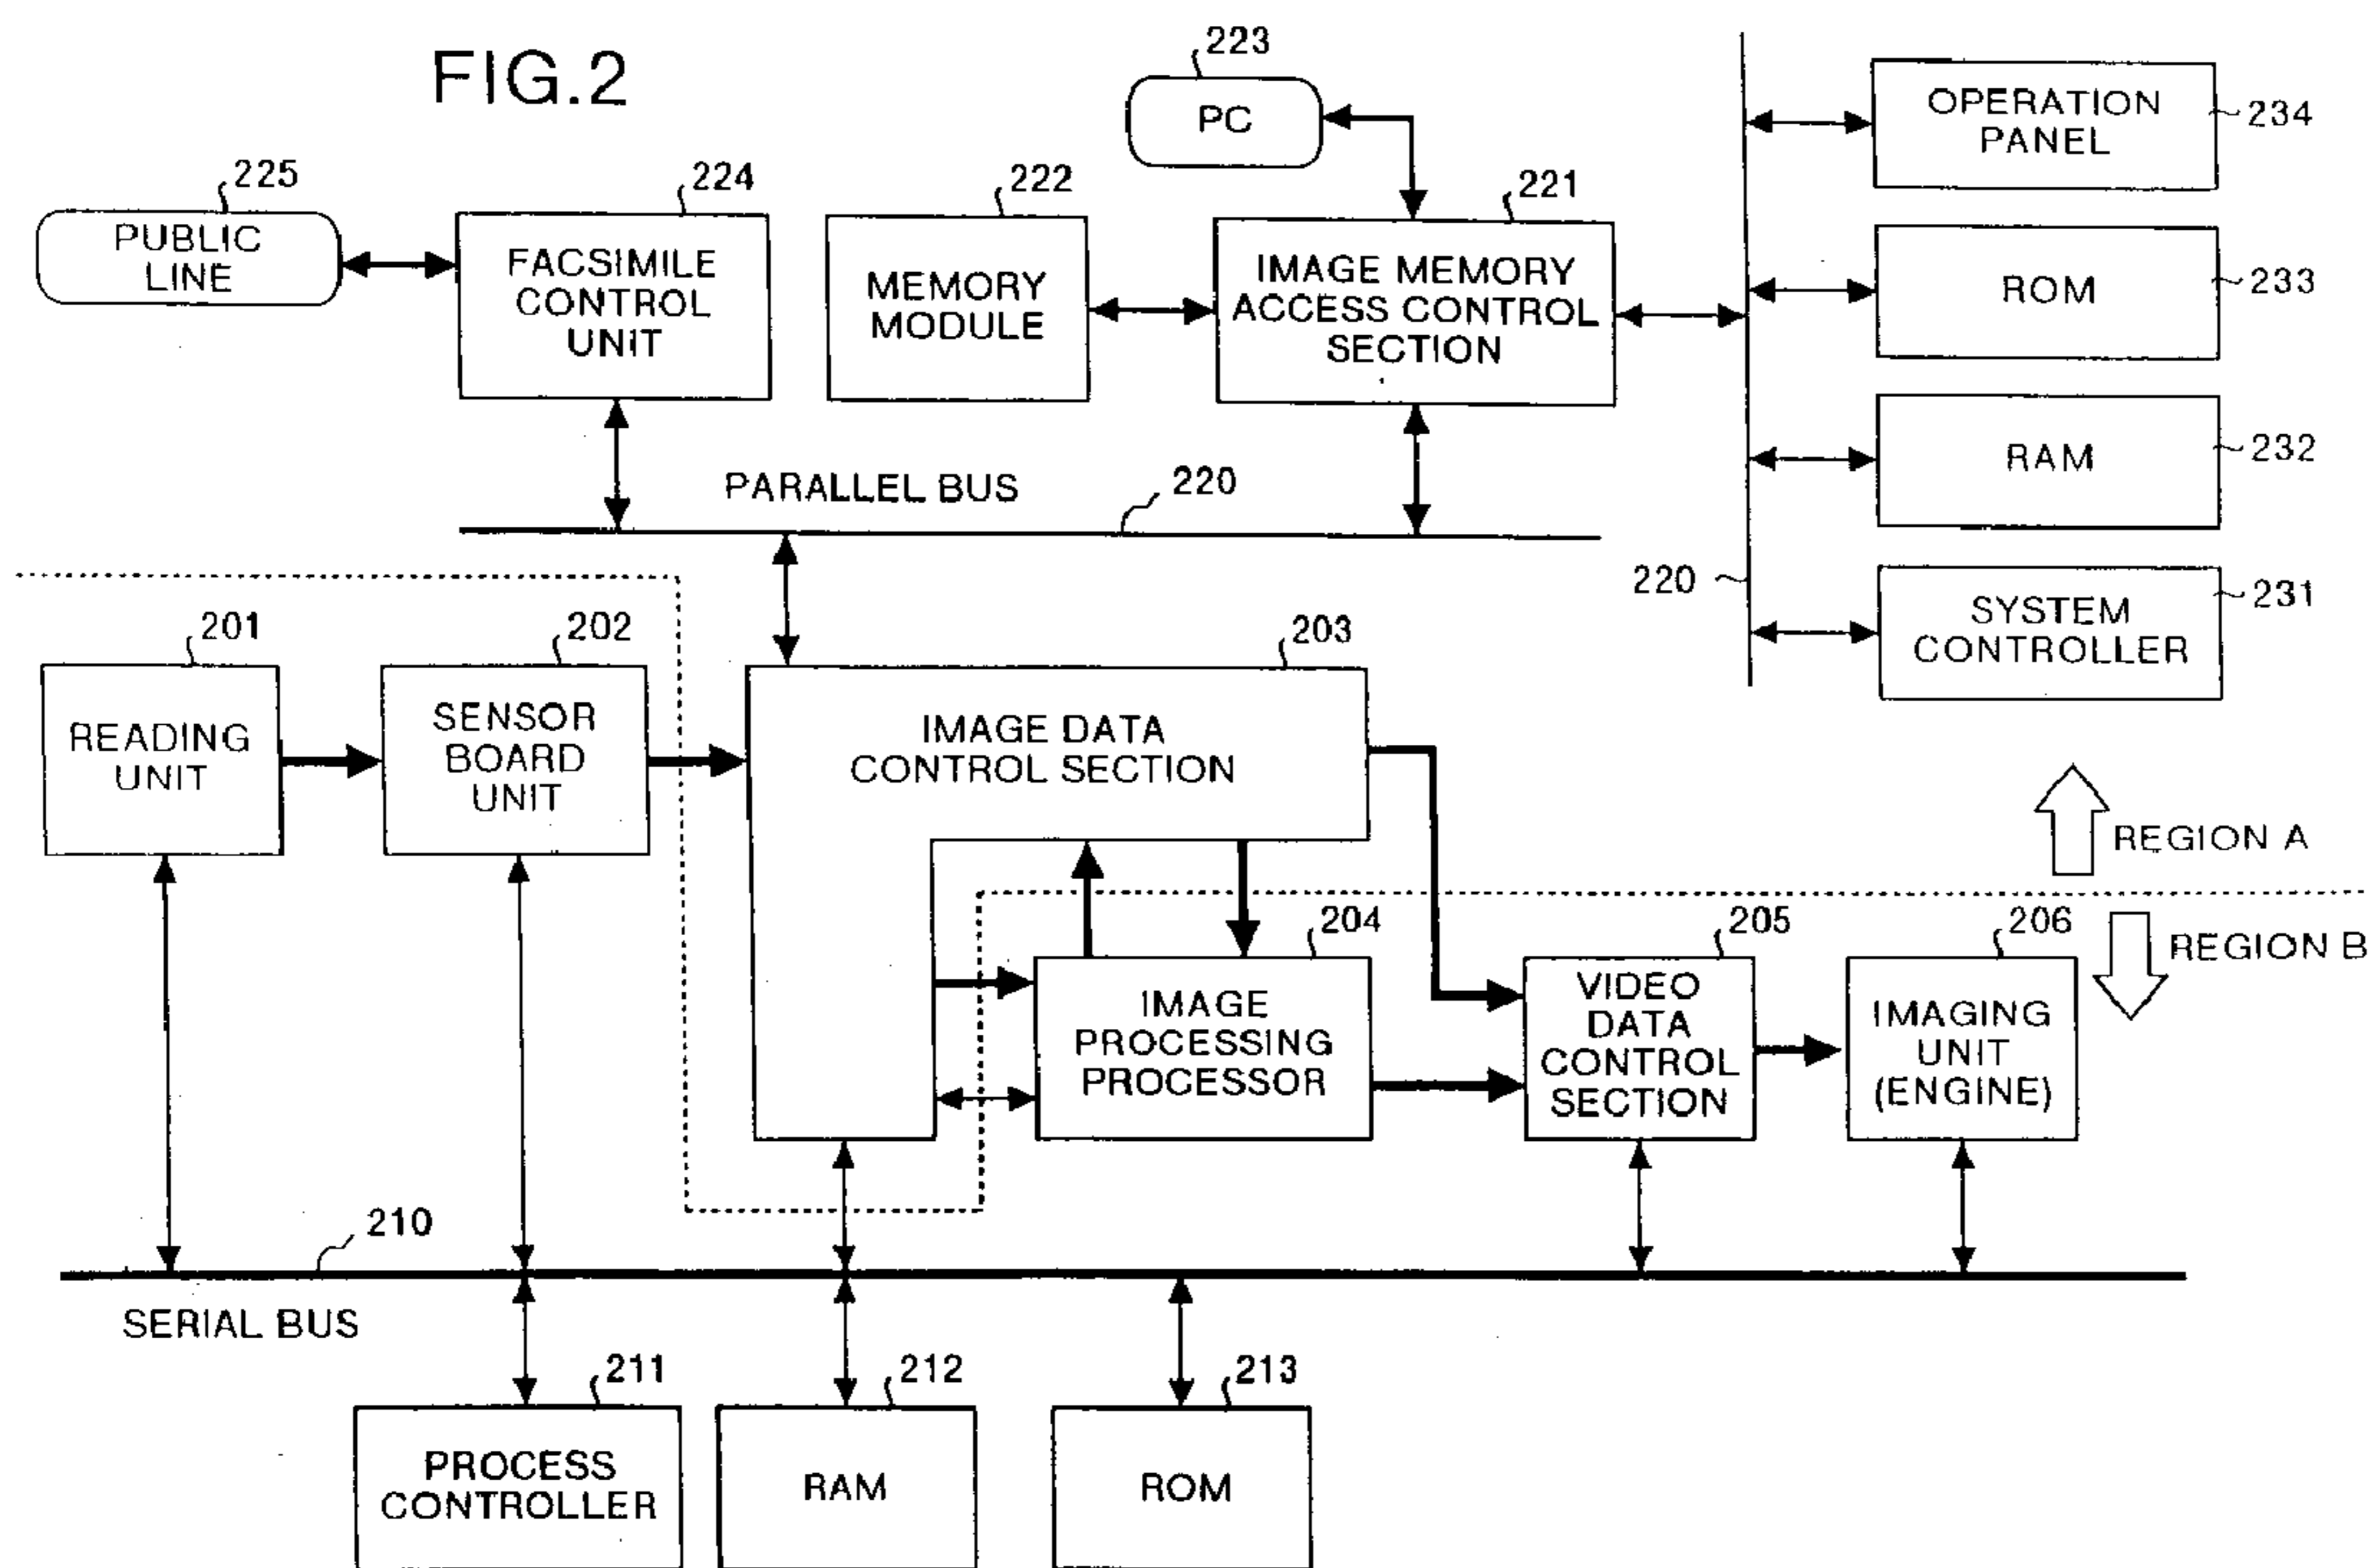 FIG.2
223
PC
OPERATION
PANEL
234
225
PUBLIC
LINE
224
FACSIMILE
CONTROL
UNIT
222
MEMORY
MODULE
221
IMAGE MEMORY
ACCESS CONTROL
SECTION
ROM
233
RAM
232
PARALLEL BUS
220
220
SYSTEM
CONTROLLER
231
201
READING
UNIT
202
SENSOR
BOARD
UNIT
203
IMAGE DATA
CONTROL SECTION
REGION A
REGION B
204
IMAGE
PROCESSING
PROCESSOR
205
VIDEO
DATA
CONTROL
SECTION
206
IMAGING
UNIT
(ENGINE)
210
SERIAL BUS
211
PROCESS
CONTROLLER
212
RAM
213
ROM